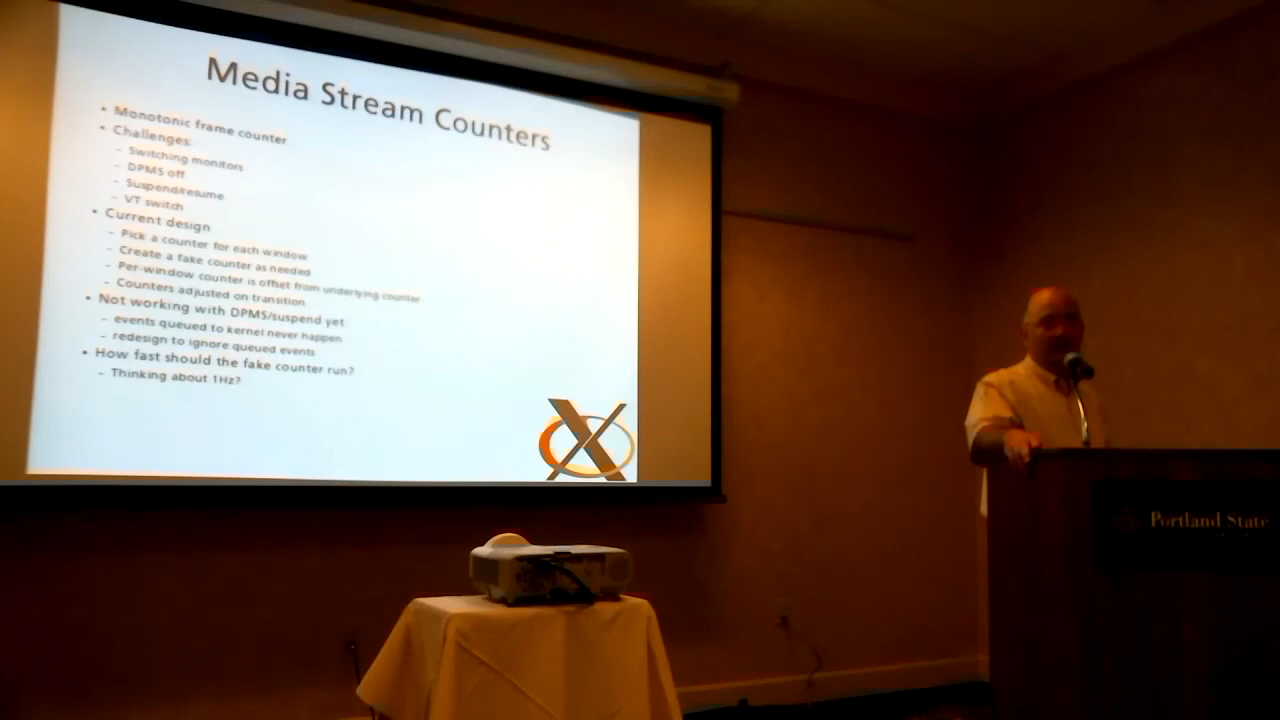 Media Stream Counters
• Monotonic frame counter
• Challenges:
– Switching monitors
– DPMS off
– Suspend/resume
– VT switch
• Current design
– Pick a counter for each window
– Create a fake counter as needed
– Per-window counter is offset from underlying counter
– Counters adjusted on transition
• Not working with DPMS/suspend yet
– events queued to kernel never happen
– redesign to ignore queued events
• How fast should the fake counter run?
– Thinking about 1Hz?
Portland State